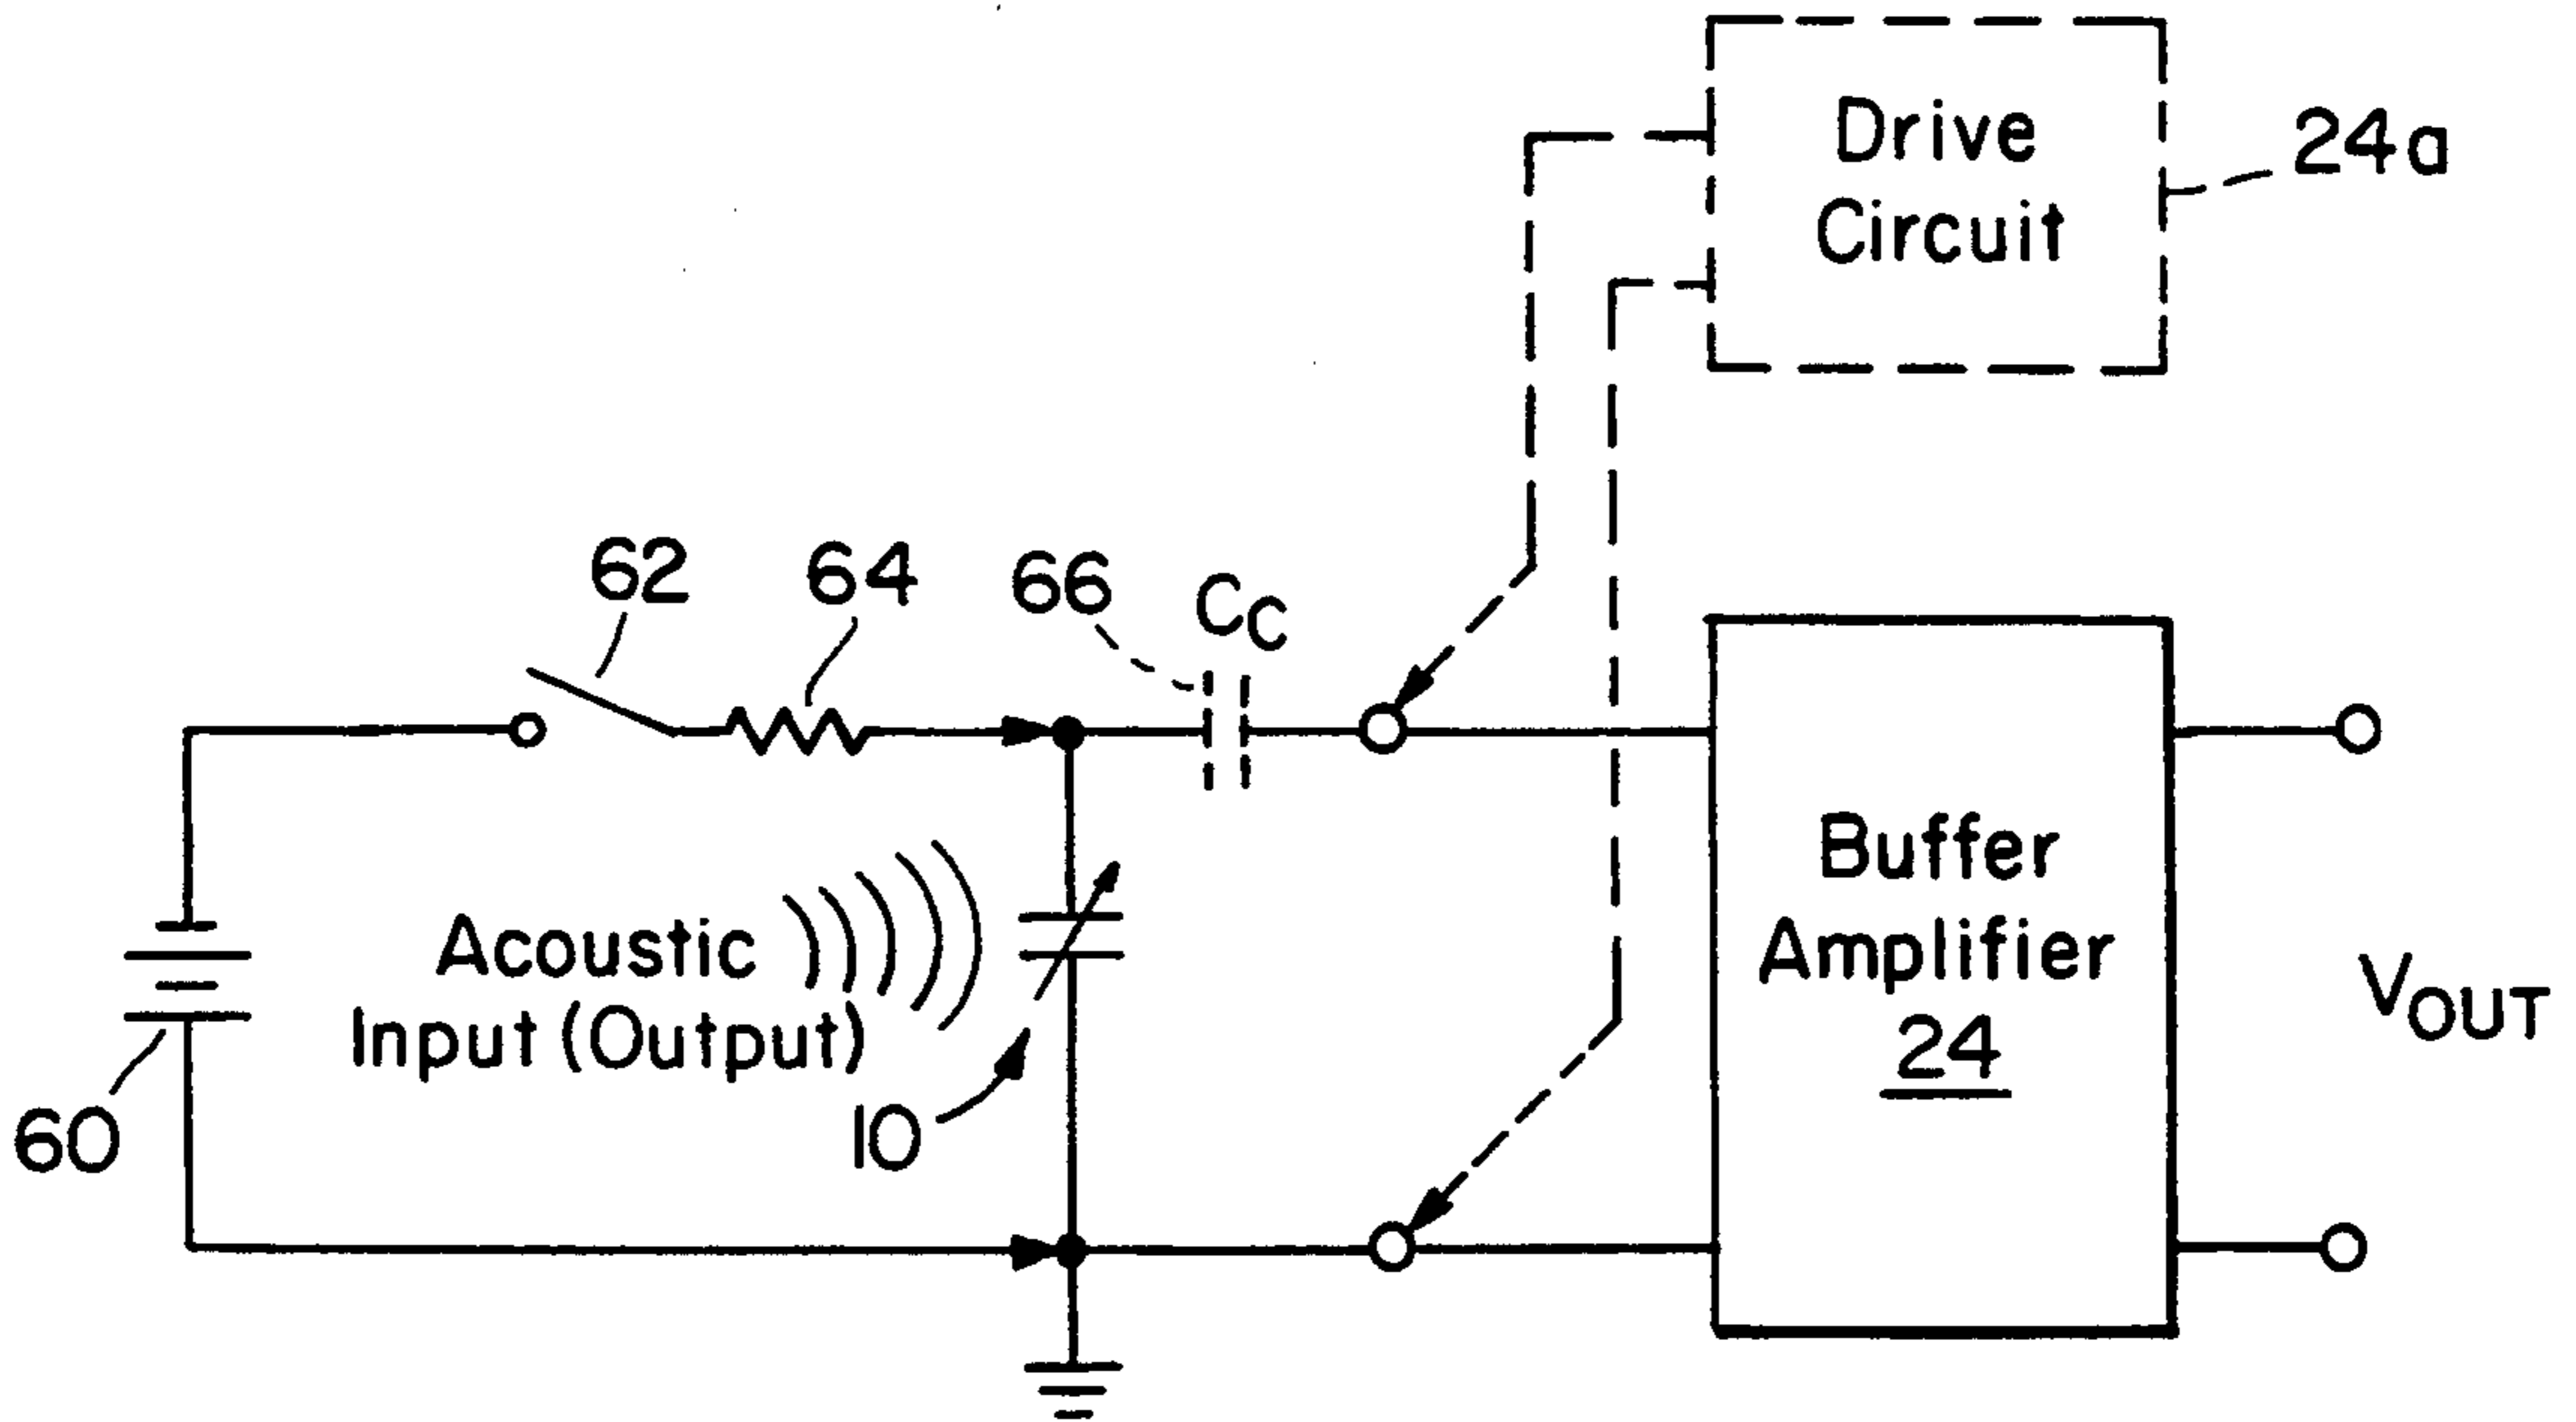 Drive
Circuit
24a
62
64
66
CC
Acoustic
Input (Output)
10
60
Buffer
Amplifier
24
VOUT